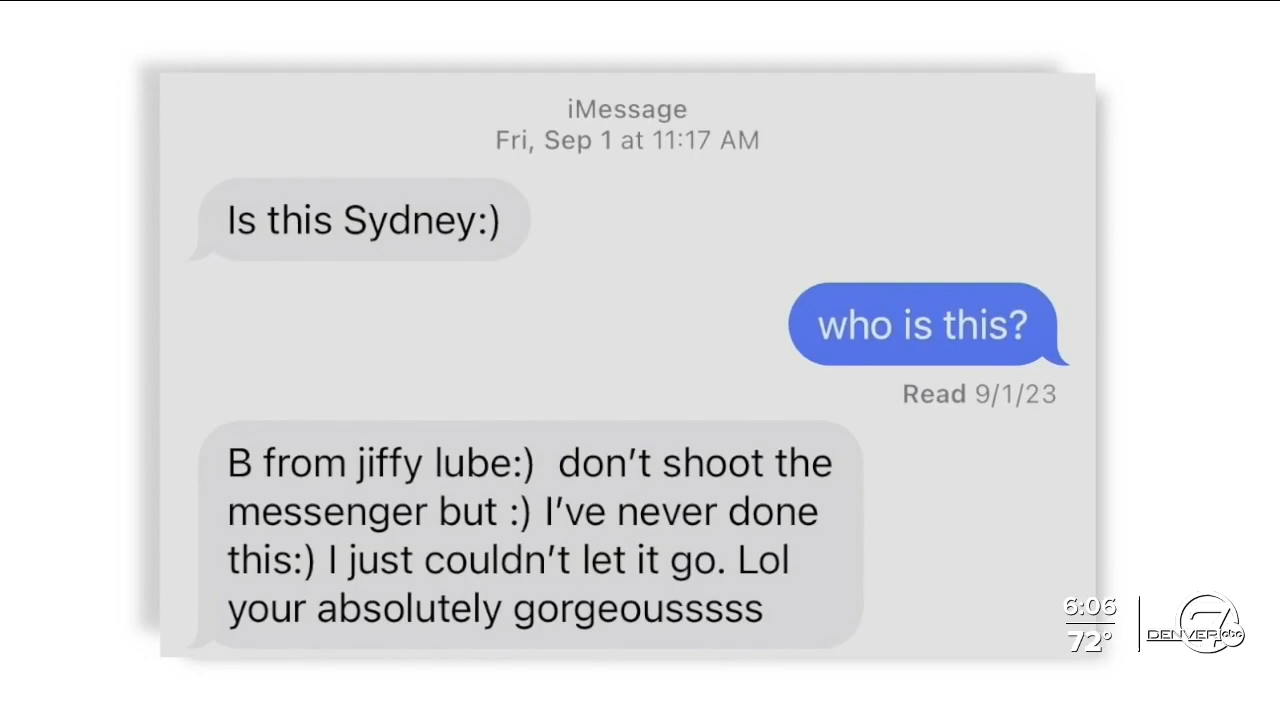 iMessage
Fri, Sep 1 at 11:17 AM
Is this Sydney:)
who is this?
Read 9/1/23
B from jiffy lube:)  don't shoot the
messenger but :) I've never done
this:) I just couldn't let it go. Lol
your absolutely gorgeousssss
6:06
72°
DENVER 7 abc